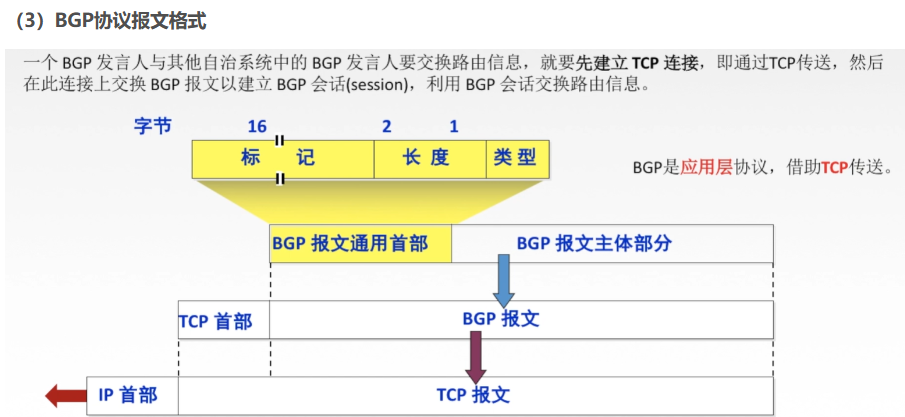 （3）BGP协议报文格式
一个 BGP 发言人与其他自治系统中的 BGP 发言人要交换路由信息，就要先建立 TCP 连接，即通过TCP传送，然后
在此连接上交换 BGP 报文以建立 BGP 会话(session)，利用 BGP 会话交换路由信息。
字节 16 2 1
标 记 长 度 类 型
BGP是应用层协议，借助TCP传送。
BGP 报文通用首部 BGP 报文主体部分
TCP 首部 BGP 报文
IP 首部 TCP 报文